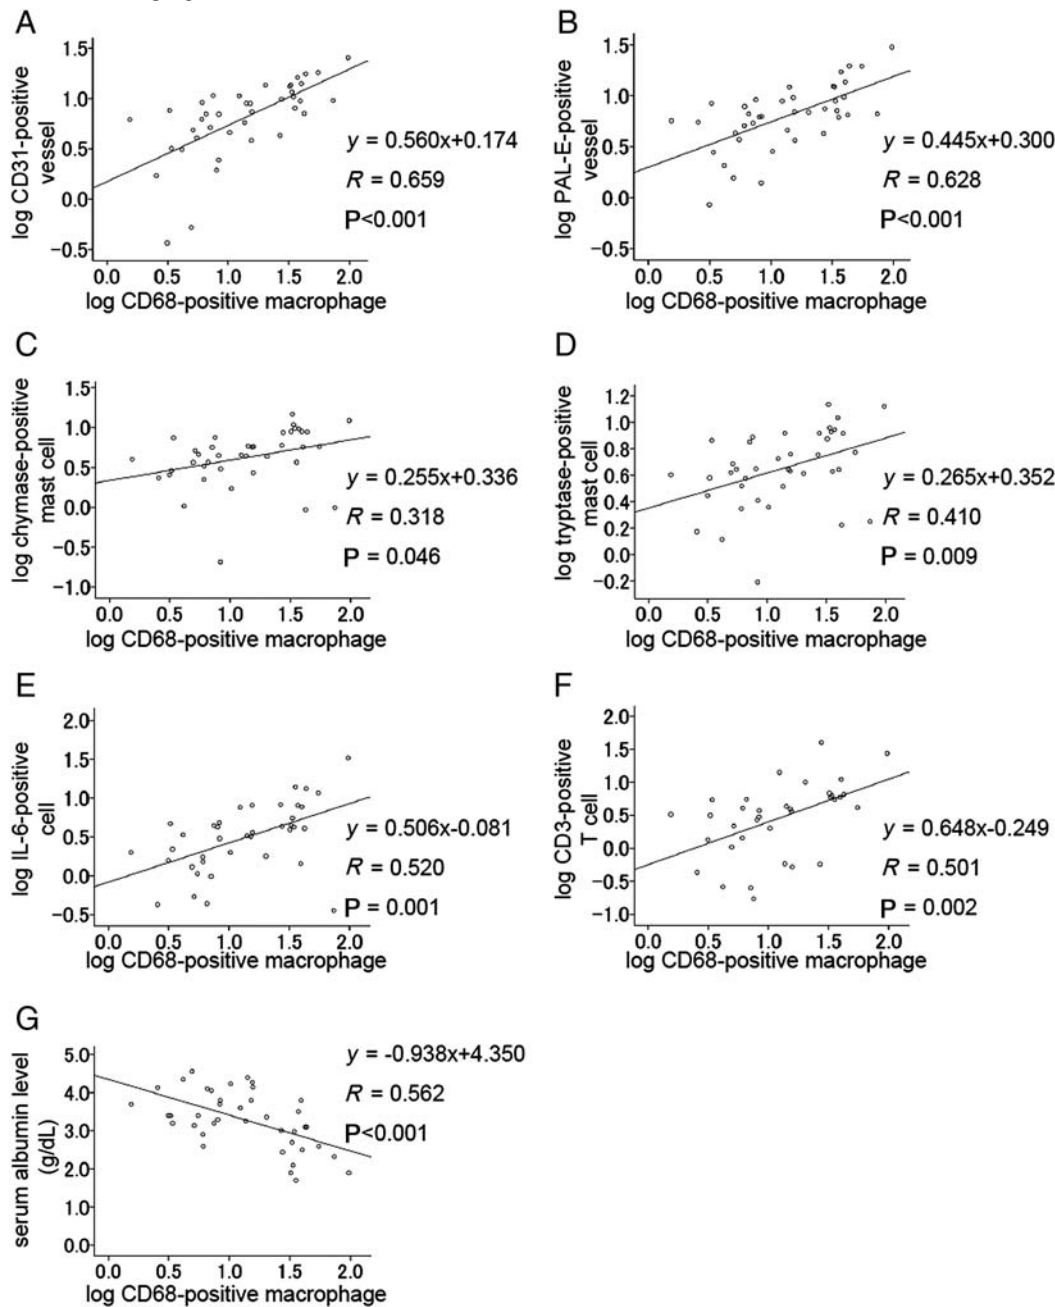 A
1.5
1.0
0.5
0.0
−0.5
log CD31-positive
vessel
y = 0.560x+0.174
R = 0.659
P<0.001
0.0 0.5 1.0 1.5 2.0
log CD68-positive macrophage
B
1.5
1.0
0.5
0.0
−0.5
log PAL-E-positive
vessel
y = 0.445x+0.300
R = 0.628
P<0.001
0.0 0.5 1.0 1.5 2.0
log CD68-positive macrophage
C
1.5
1.0
0.5
0.0
−0.5
−1.0
log chymase-positive
mast cell
y = 0.255x+0.336
R = 0.318
P = 0.046
0.0 0.5 1.0 1.5 2.0
log CD68-positive macrophage
D
1.2
1.0
0.8
0.6
0.4
0.2
0.0
−0.2
log tryptase-positive
mast cell
y = 0.265x+0.352
R = 0.410
P = 0.009
0.0 0.5 1.0 1.5 2.0
log CD68-positive macrophage
E
2.0
1.5
1.0
0.5
0.0
−0.5
log IL-6-positive
cell
y = 0.506x-0.081
R = 0.520
P = 0.001
0.0 0.5 1.0 1.5 2.0
log CD68-positive macrophage
F
2.0
1.5
1.0
0.5
0.0
−0.5
−1.0
log CD3-positive
T cell
y = 0.648x-0.249
R = 0.501
P = 0.002
0.0 0.5 1.0 1.5 2.0
log CD68-positive macrophage
G
5.0
4.0
3.0
2.0
1.0
0.0
serum albumin level
(g/dL)
y = -0.938x+4.350
R = 0.562
P<0.001
0.0 0.5 1.0 1.5 2.0
log CD68-positive macrophage